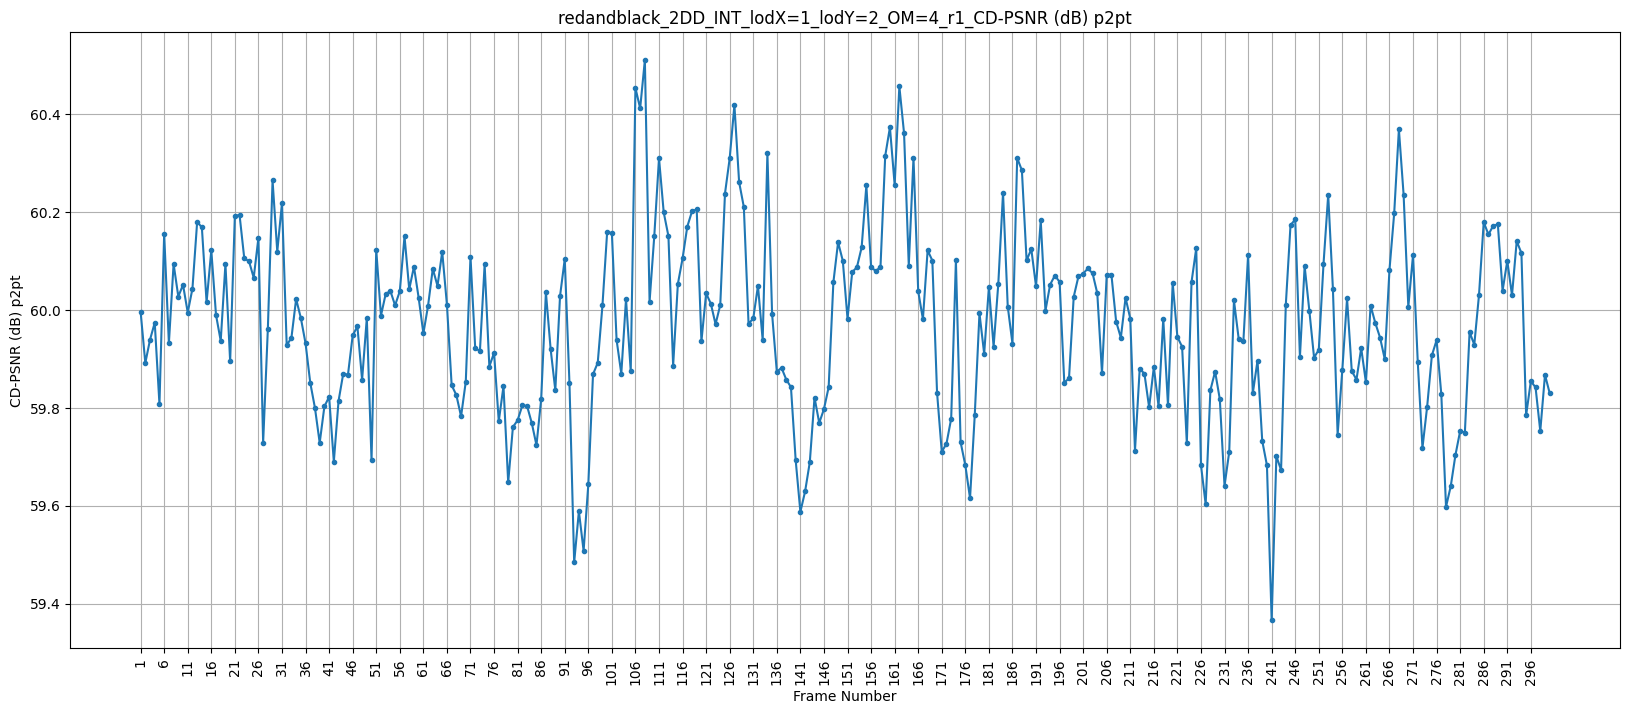 redandblack_2DD_INT_lodX=1_lodY=2_OM=4_r1_CD-PSNR (dB) p2pt
CD-PSNR (dB) p2pt
60.4
60.2
60.0
59.8
59.6
59.4
1 6 11 16 21 26 31 36 41 46 51 56 61 66 71 76 81 86 91 96 101 106 111 116 121 126 131 136 141 146 151 156 161 166 171 176 181 186 191 196 201 206 211 216 221 226 231 236 241 246 251 256 261 266 271 276 281 286 291 296
Frame Number